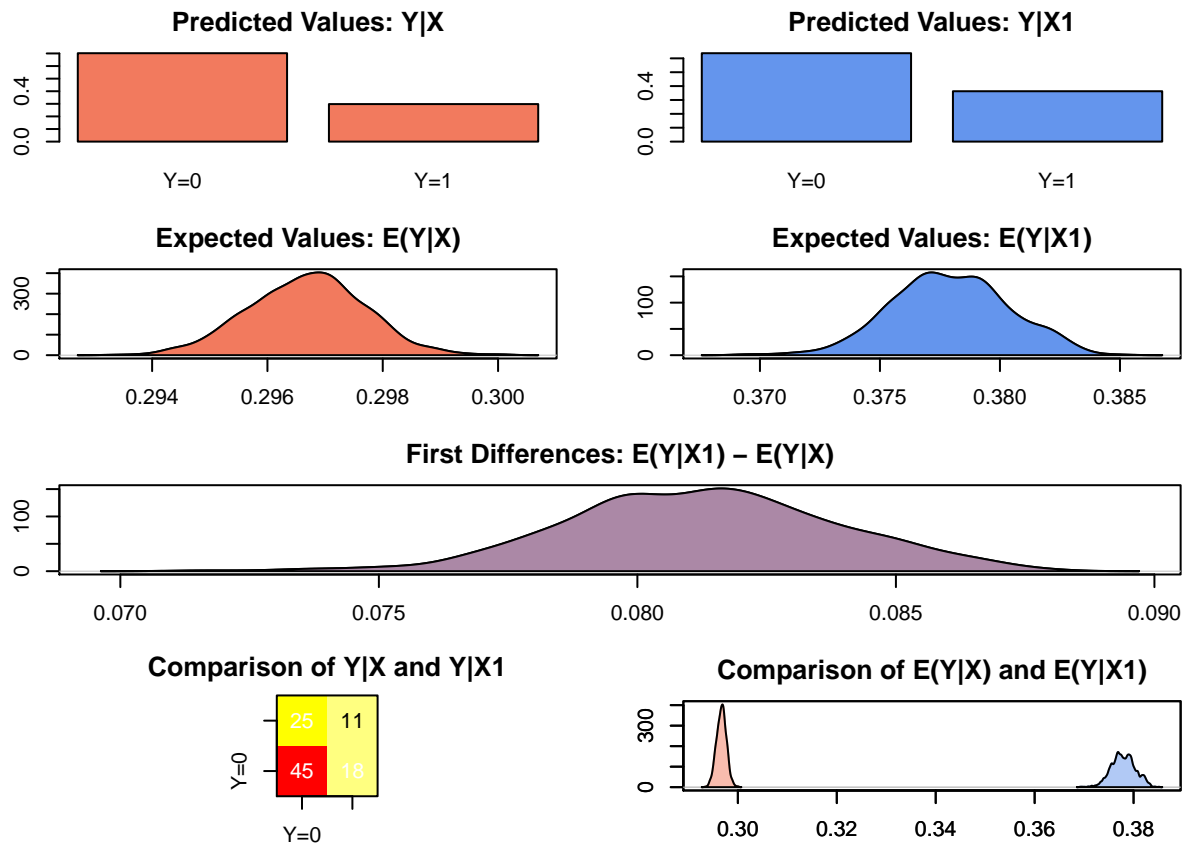 Predicted Values: Y|X
0.0 0.4
Y=0 Y=1
Predicted Values: Y|X1
0.0 0.4
Y=0 Y=1
Expected Values: E(Y|X)
0 300
0.294 0.296 0.298 0.300
Expected Values: E(Y|X1)
0 100
0.370 0.375 0.380 0.385
First Differences: E(Y|X1) − E(Y|X)
0 100
0.070 0.075 0.080 0.085 0.090
Comparison of Y|X and Y|X1
25 11
45 18
Y=0
Y=0
Comparison of E(Y|X) and E(Y|X1)
0 300
0.30 0.32 0.34 0.36 0.38